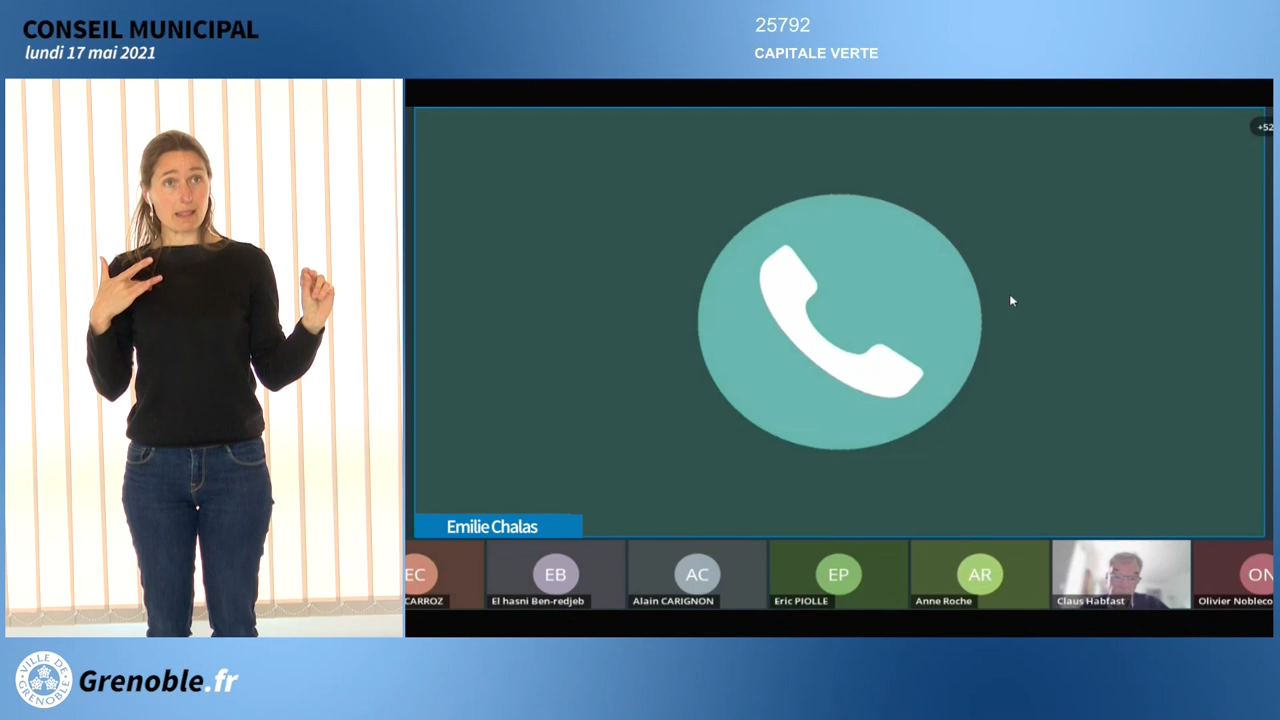 CONSEIL MUNICIPAL
lundi 17 mai 2021
25792
CAPITALE VERTE
+52
Emilie Chalas
EC
EB
AC
EP
AR
ON
CARROZ
El hasni Ben-redjeb
Alain CARIGNON
Eric PIOLLE
Anne Roche
Claus Habfast
Olivier Nobleco
VILLE DE GRENOBLE
Grenoble.fr